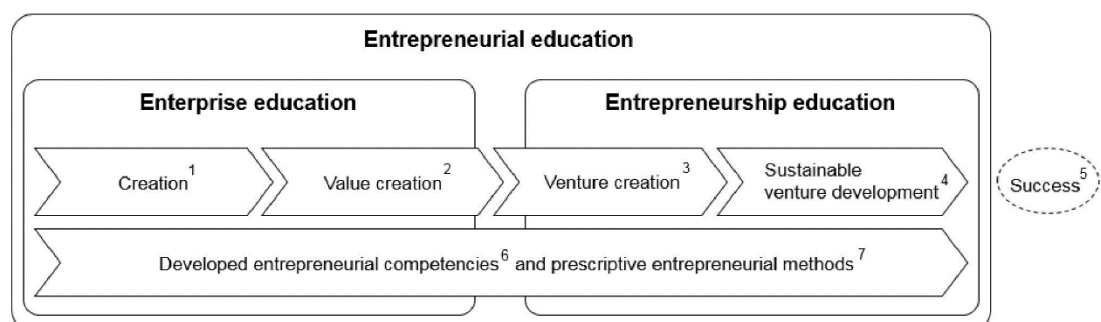 Entrepreneurial education
Enterprise education
Entrepreneurship education
Creation1
Value creation2
Venture creation3
Sustainable
venture development4
Success5
Developed entrepreneurial competencies6 and prescriptive entrepreneurial methods7